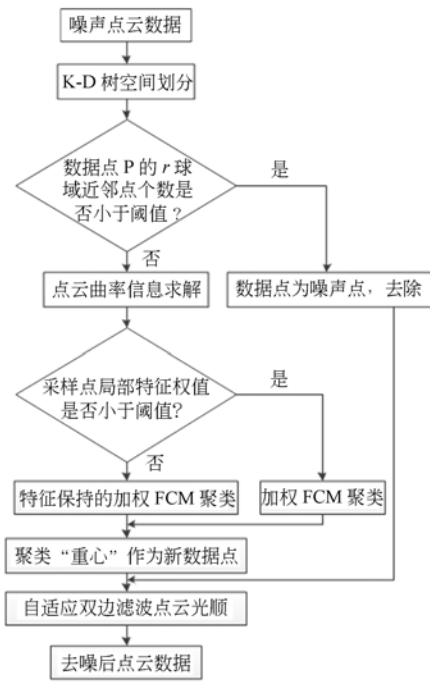 噪声点云数据
K-D 树空间划分
数据点 P 的 r 球
域近邻点个数是
否小于阈值？
是
否
点云曲率信息求解
数据点为噪声点，去除
采样点局部特征权值
是否小于阈值?
是
否
特征保持的加权 FCM 聚类
加权 FCM 聚类
聚类“重心”作为新数据点
自适应双边滤波点云光顺
去噪后点云数据